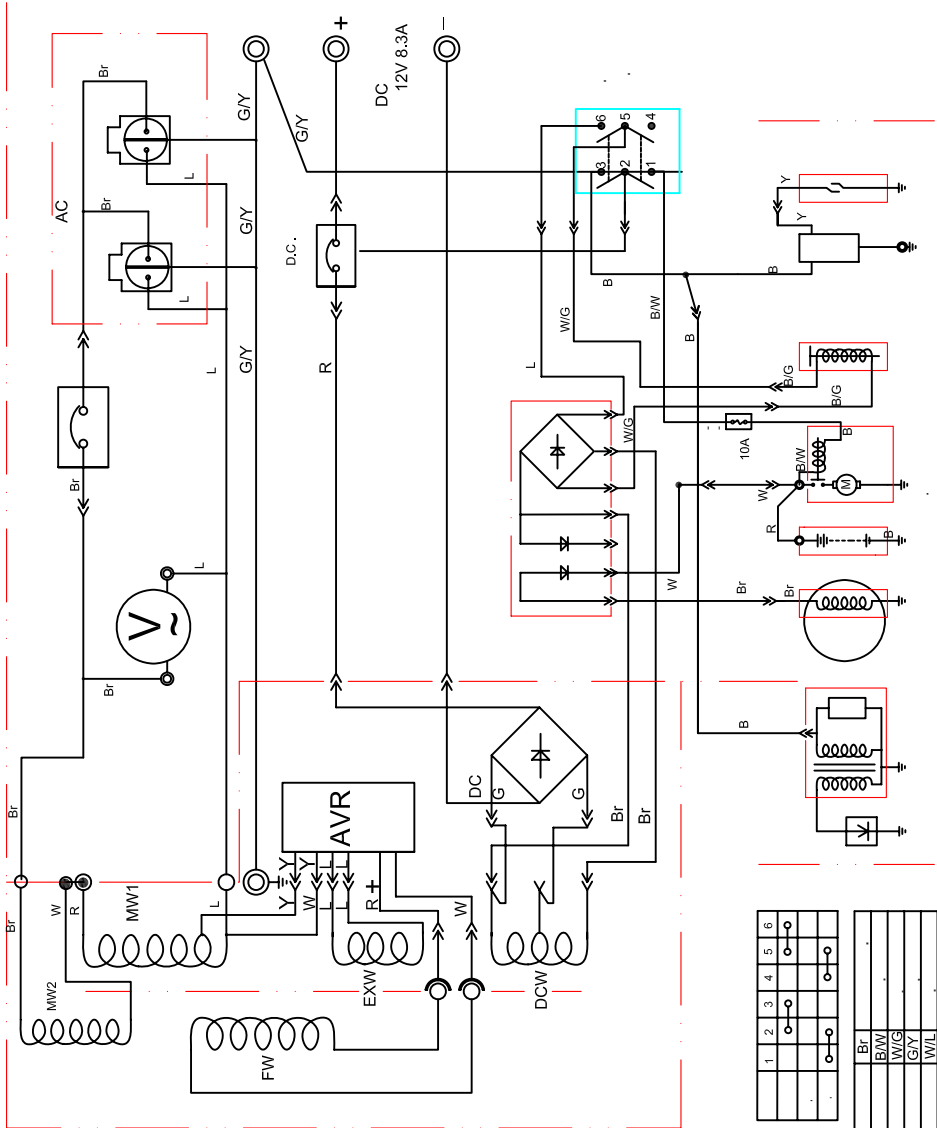 +
−
DC
12V 8.3A
Br
G/Y
G/Y
AC
L
Br
L
G/Y
D.C.
G/Y
L
R
6
5
4
3
2
1
Y
Y
B
B
B/W
W/G
L
B
B/G
B/G
W/G
10A
B
B/W
M
W
W
R
B
W
Br
Br
Br
L
V
~
Br
B
Br
DC
G
G
Br
Br
AVR
Y
Y
L
L
Y
W
L
L
R
+
W
Br
W
R
MW1
L
MW2
EXW
DCW
FW
1
2
3
4
5
6
Br
B/W
W/G
G/Y
W/L